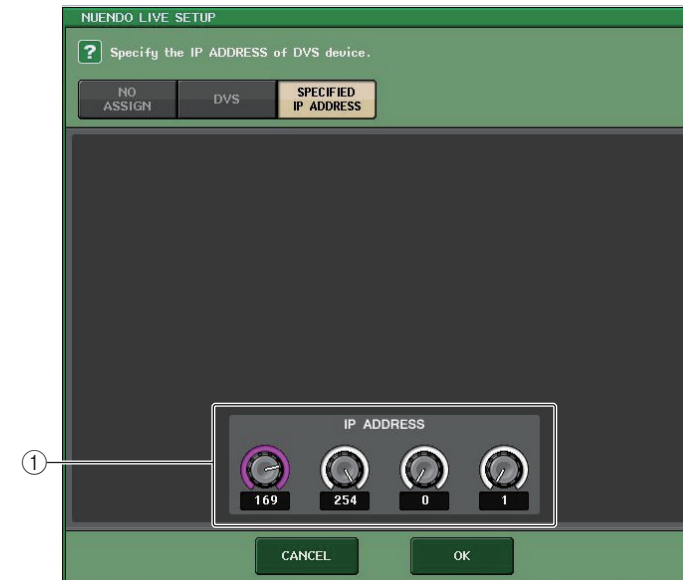 NUENDO LIVE SETUP
? Specify the IP ADDRESS of DVS device.
NO ASSIGN
DVS
SPECIFIED IP ADDRESS
IP ADDRESS
①
169 254 0 1
CANCEL OK